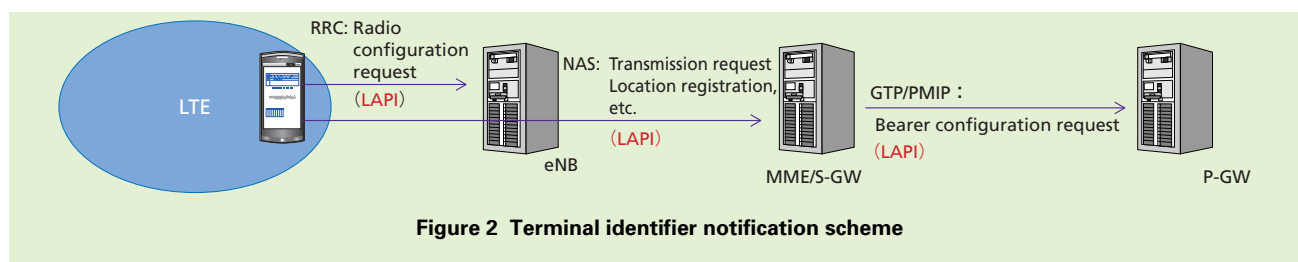 RRC: Radio
configuration
request
(LAPI)
LTE
eNB
NAS: Transmission request
Location registration,
etc.
(LAPI)
MME/S-GW
GTP/PMIP：
Bearer configuration request
(LAPI)
P-GW
Figure 2 Terminal identifier notification scheme